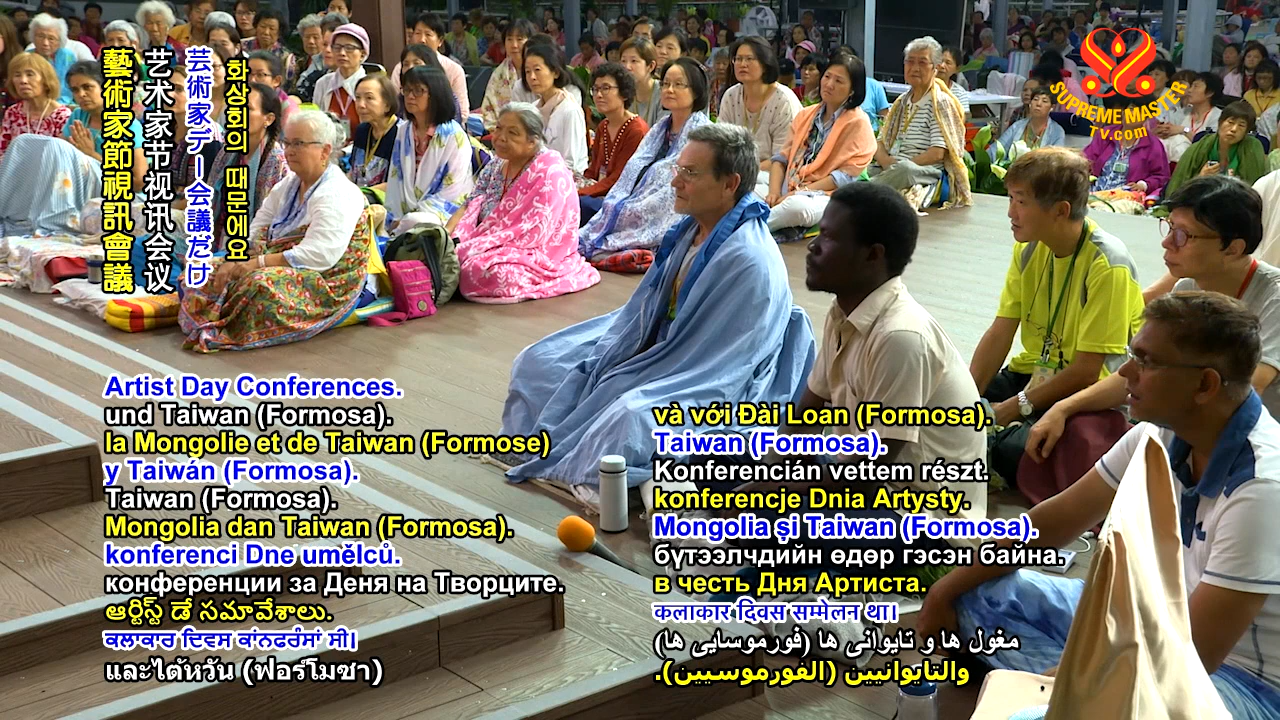 藝術家節視訊會議
艺术家节视讯会议
芸術家デー会議だけ
화상회의 때문에요
SUPREME MASTER
TV.com
Artist Day Conferences.
und Taiwan (Formosa).
la Mongolie et de Taiwan (Formose)
y Taiwán (Formosa).
Taiwan (Formosa).
Mongolia dan Taiwan (Formosa).
konferenci Dne umělců.
конференции за Деня на Творците.
ఆర్టిస్ట్ డే సమావేశాలు.
ਕਲਾਕਾਰ ਦਿਵਸ ਕਾਂਨਫਰੰਸਾਂ ਸੀ।
และไต้หวัน (ฟอร์โมซา)
và với Đài Loan (Formosa).
Taiwan (Formosa).
Konferencián vettem részt.
konferencje Dnia Artysty.
Mongolia și Taiwan (Formosa).
бүтээлчдийн өдөр гэсэн байна.
в честь Дня Артиста.
कलाकार दिवस सम्मेलन था।
مغول ها و تایوانی ها (فورموسایی ها)
والتايوانيين (الفورموسيين).